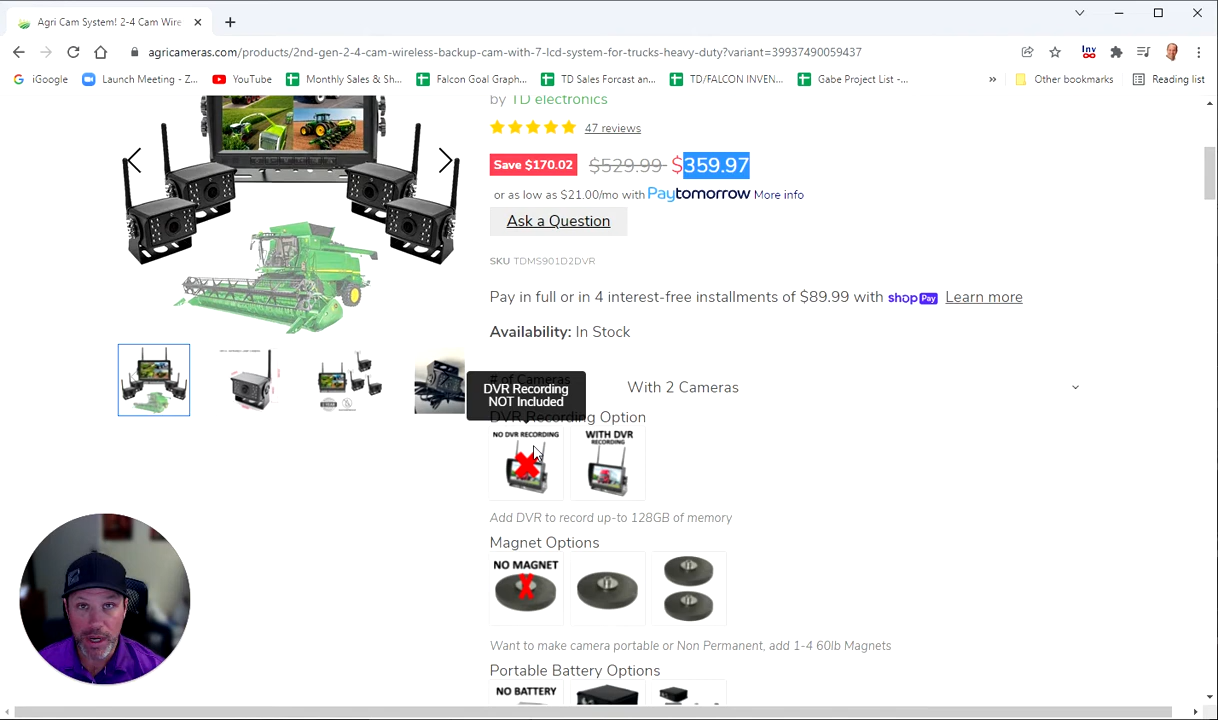 Agri Cam System! 2-4 Cam Wire
agricameras.com/products/2nd-gen-2-4-cam-wireless-backup-cam-with-7-lcd-system-for-trucks-heavy-duty?variant=39937490059437
Inv
iGoogle
Launch Meeting - Z...
YouTube
Monthly Sales & Sh...
Falcon Goal Graph...
TD Sales Forcast an...
TD/FALCON INVEN...
Gabe Project List -...
»
Other bookmarks
Reading list
by TD electronics
47 reviews
Save $170.02 $529.99 $359.97
or as low as $21.00/mo with Paytomorrow More info
Ask a Question
SKU TDMS901D2DVR
Pay in full or in 4 interest-free installments of $89.99 with shop Pay Learn more
Availability: In Stock
# of Cameras With 2 Cameras
DVR Recording
NOT Included
DVR Recording Option
NO DVR RECORDING
WITH DVR
RECORDING
Add DVR to record up-to 128GB of memory
Magnet Options
NO MAGNET
Want to make camera portable or Non Permanent, add 1-4 60lb Magnets
Portable Battery Options
NO BATTERY